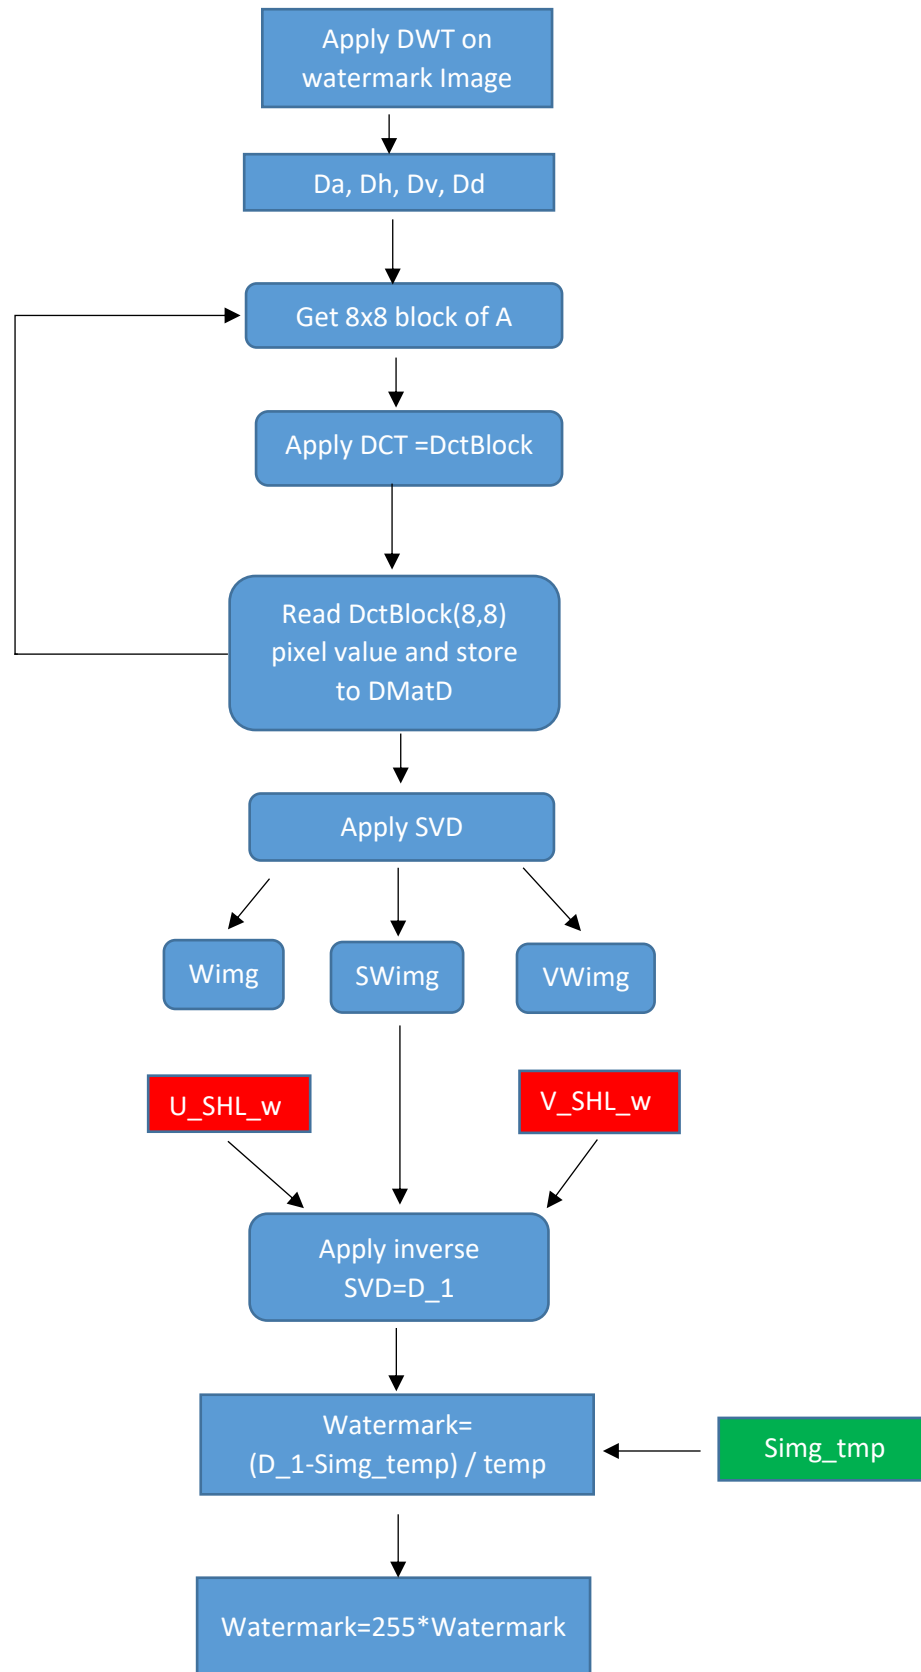 Apply DWT on
watermark Image
Da, Dh, Dv, Dd
Get 8x8 block of A
Apply DCT =DctBlock
Read DctBlock(8,8)
pixel value and store
to DMatD
Apply SVD
Wimg
SWimg
VWimg
U_SHL_w
V_SHL_w
Apply inverse
SVD=D_1
Watermark=
(D_1-Simg_temp) / temp
Simg_tmp
Watermark=255*Watermark